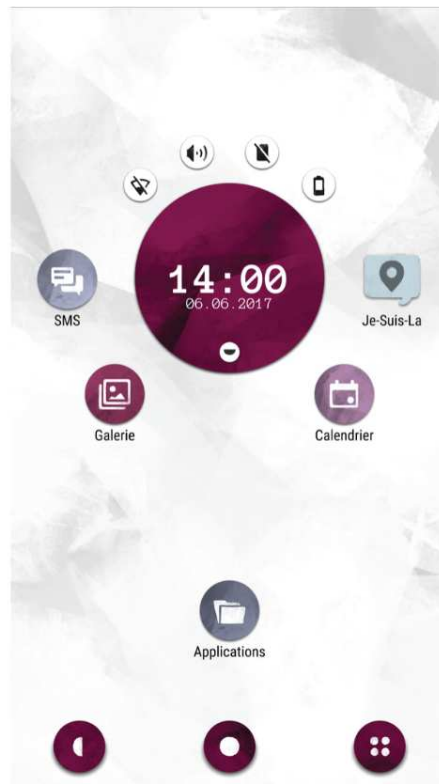 14:00
06.06.2017
SMS
Je-Suis-La
Galerie
Calendrier
Applications